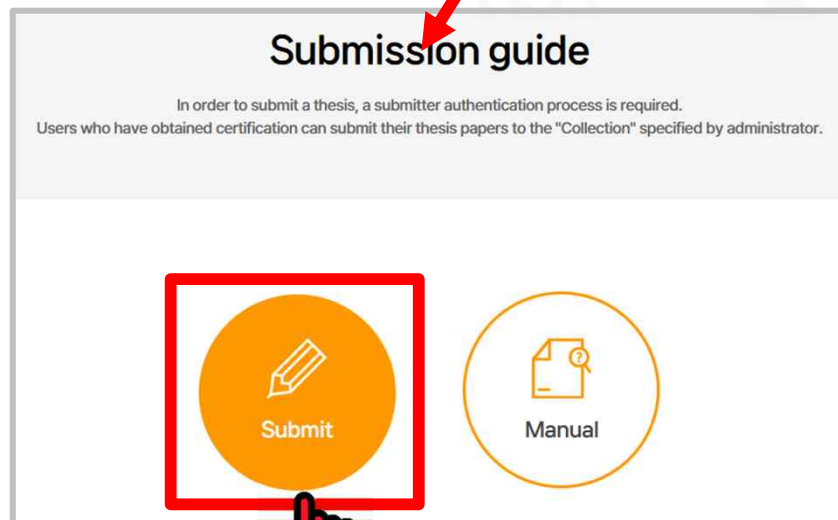 Submission guide
In order to submit a thesis, a submitter authentication process is required.
Users who have obtained certification can submit their thesis papers to the "Collection" specified by administrator.
Submit
Manual